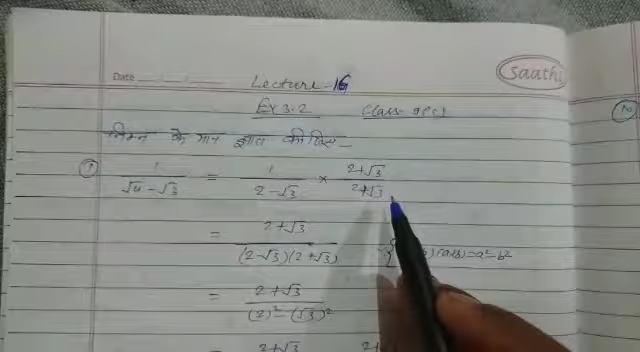 Saathi
Date
Lecture-16
Ex 3.2 Class-9
निम्न के मान ज्ञात कीजिए-
① 1/(√4-√3) = 1/(2-√3) × (2+√3)/(2+√3)
= (2+√3)/((2-√3)(2+√3)) (a+b)=a²-b²
= (2+√3)/((2)²-(√3)²)
2+√3